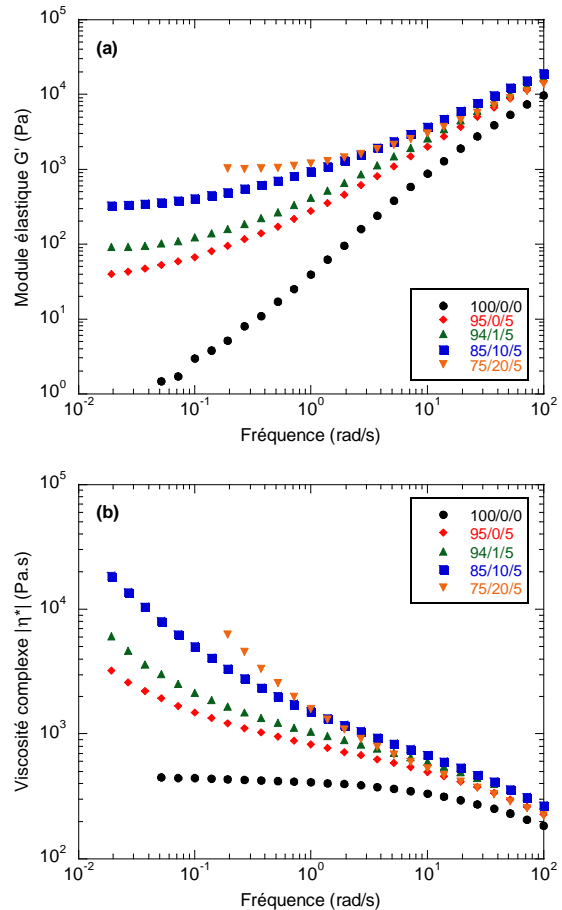 (a)
Module élastique G' (Pa)
10^5
10^4
10^3
10^2
10^1
10^0
100/0/0
95/0/5
94/1/5
85/10/5
75/20/5
10^-2 10^-1 10^0 10^1 10^2
Fréquence (rad/s)
(b)
Viscosité complexe |η*| (Pa.s)
10^5
10^4
10^3
10^2
100/0/0
95/0/5
94/1/5
85/10/5
75/20/5
10^-2 10^-1 10^0 10^1 10^2
Fréquence (rad/s)